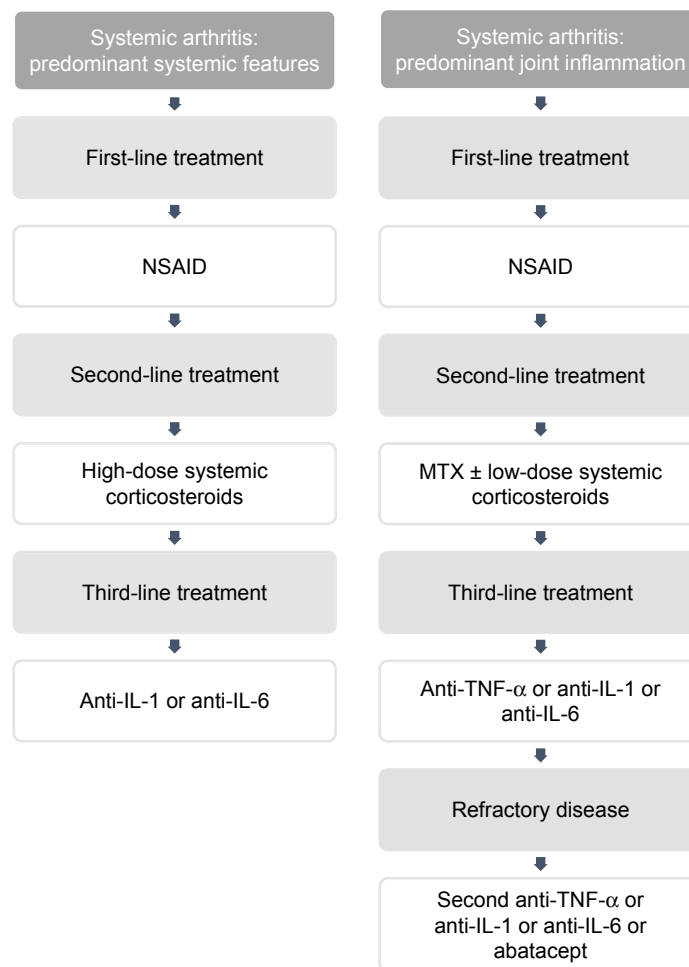 Systemic arthritis:
predominant systemic features
First-line treatment
NSAID
Second-line treatment
High-dose systemic
corticosteroids
Third-line treatment
Anti-IL-1 or anti-IL-6
Systemic arthritis:
predominant joint inflammation
First-line treatment
NSAID
Second-line treatment
MTX ± low-dose systemic
corticosteroids
Third-line treatment
Anti-TNF-α or anti-IL-1 or
anti-IL-6
Refractory disease
Second anti-TNF-α or
anti-IL-1 or anti-IL-6 or
abatacept